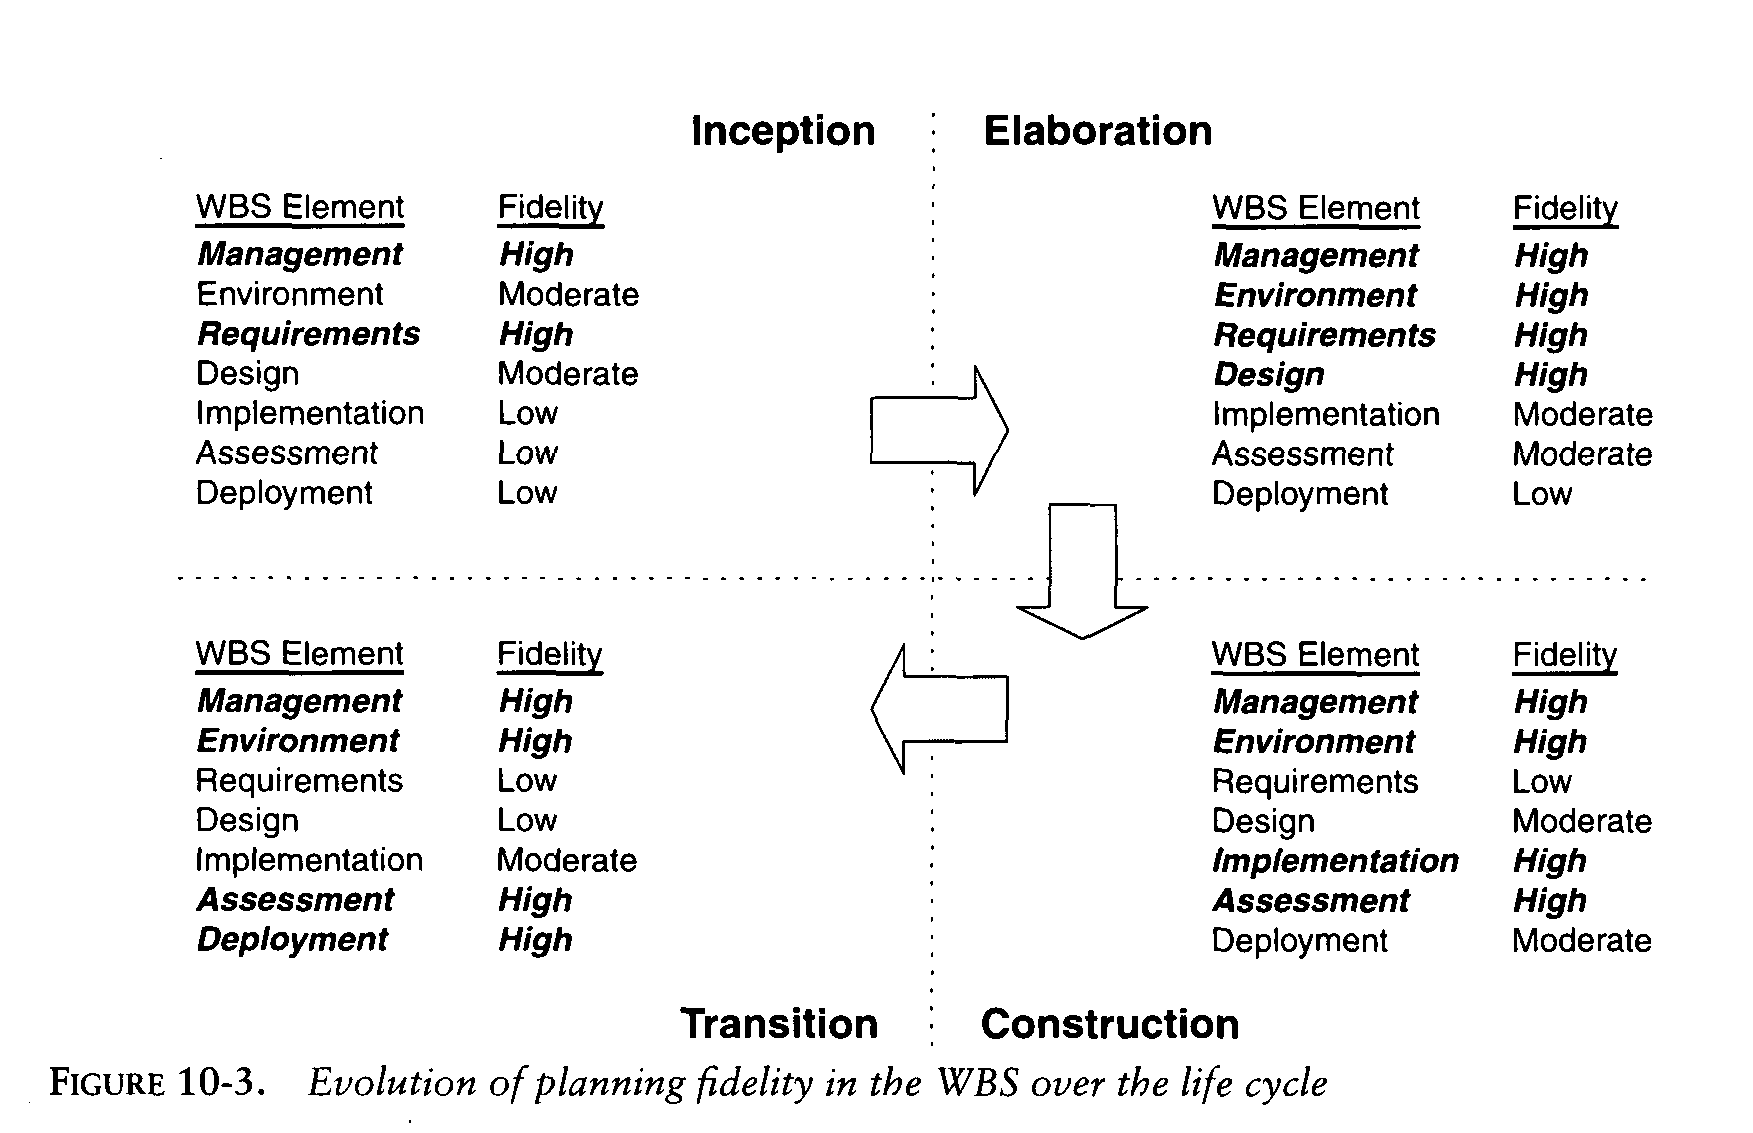 Inception
Elaboration
WBS Element Fidelity
Management High
Environment Moderate
Requirements High
Design Moderate
Implementation Low
Assessment Low
Deployment Low
WBS Element Fidelity
Management High
Environment High
Requirements High
Design High
Implementation Moderate
Assessment Moderate
Deployment Low
WBS Element Fidelity
Management High
Environment High
Requirements Low
Design Low
Implementation Moderate
Assessment High
Deployment High
WBS Element Fidelity
Management High
Environment High
Requirements Low
Design Moderate
Implementation High
Assessment High
Deployment Moderate
Transition
Construction
FIGURE 10-3. Evolution of planning fidelity in the WBS over the life cycle